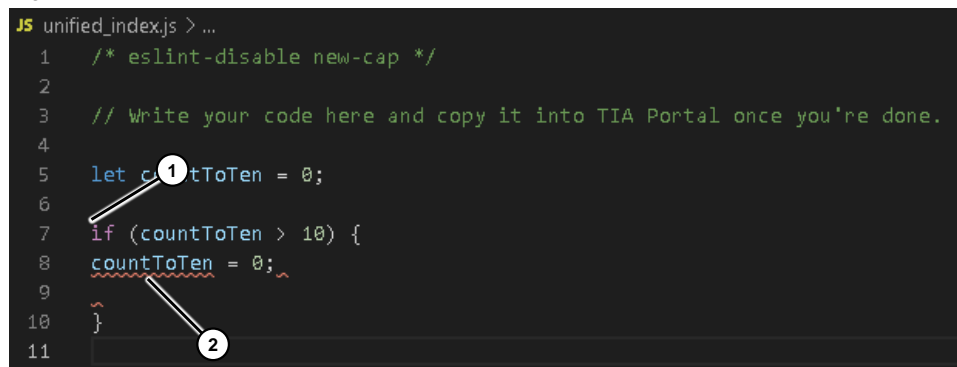 JS unified_index.js > ...
1 /* eslint-disable new-cap */
2
3 // Write your code here and copy it into TIA Portal once you're done.
4
5 let c tToTen = 0;
1
6
7 if (countToTen > 10) {
8 countToTen = 0;
9
10 }
2
11